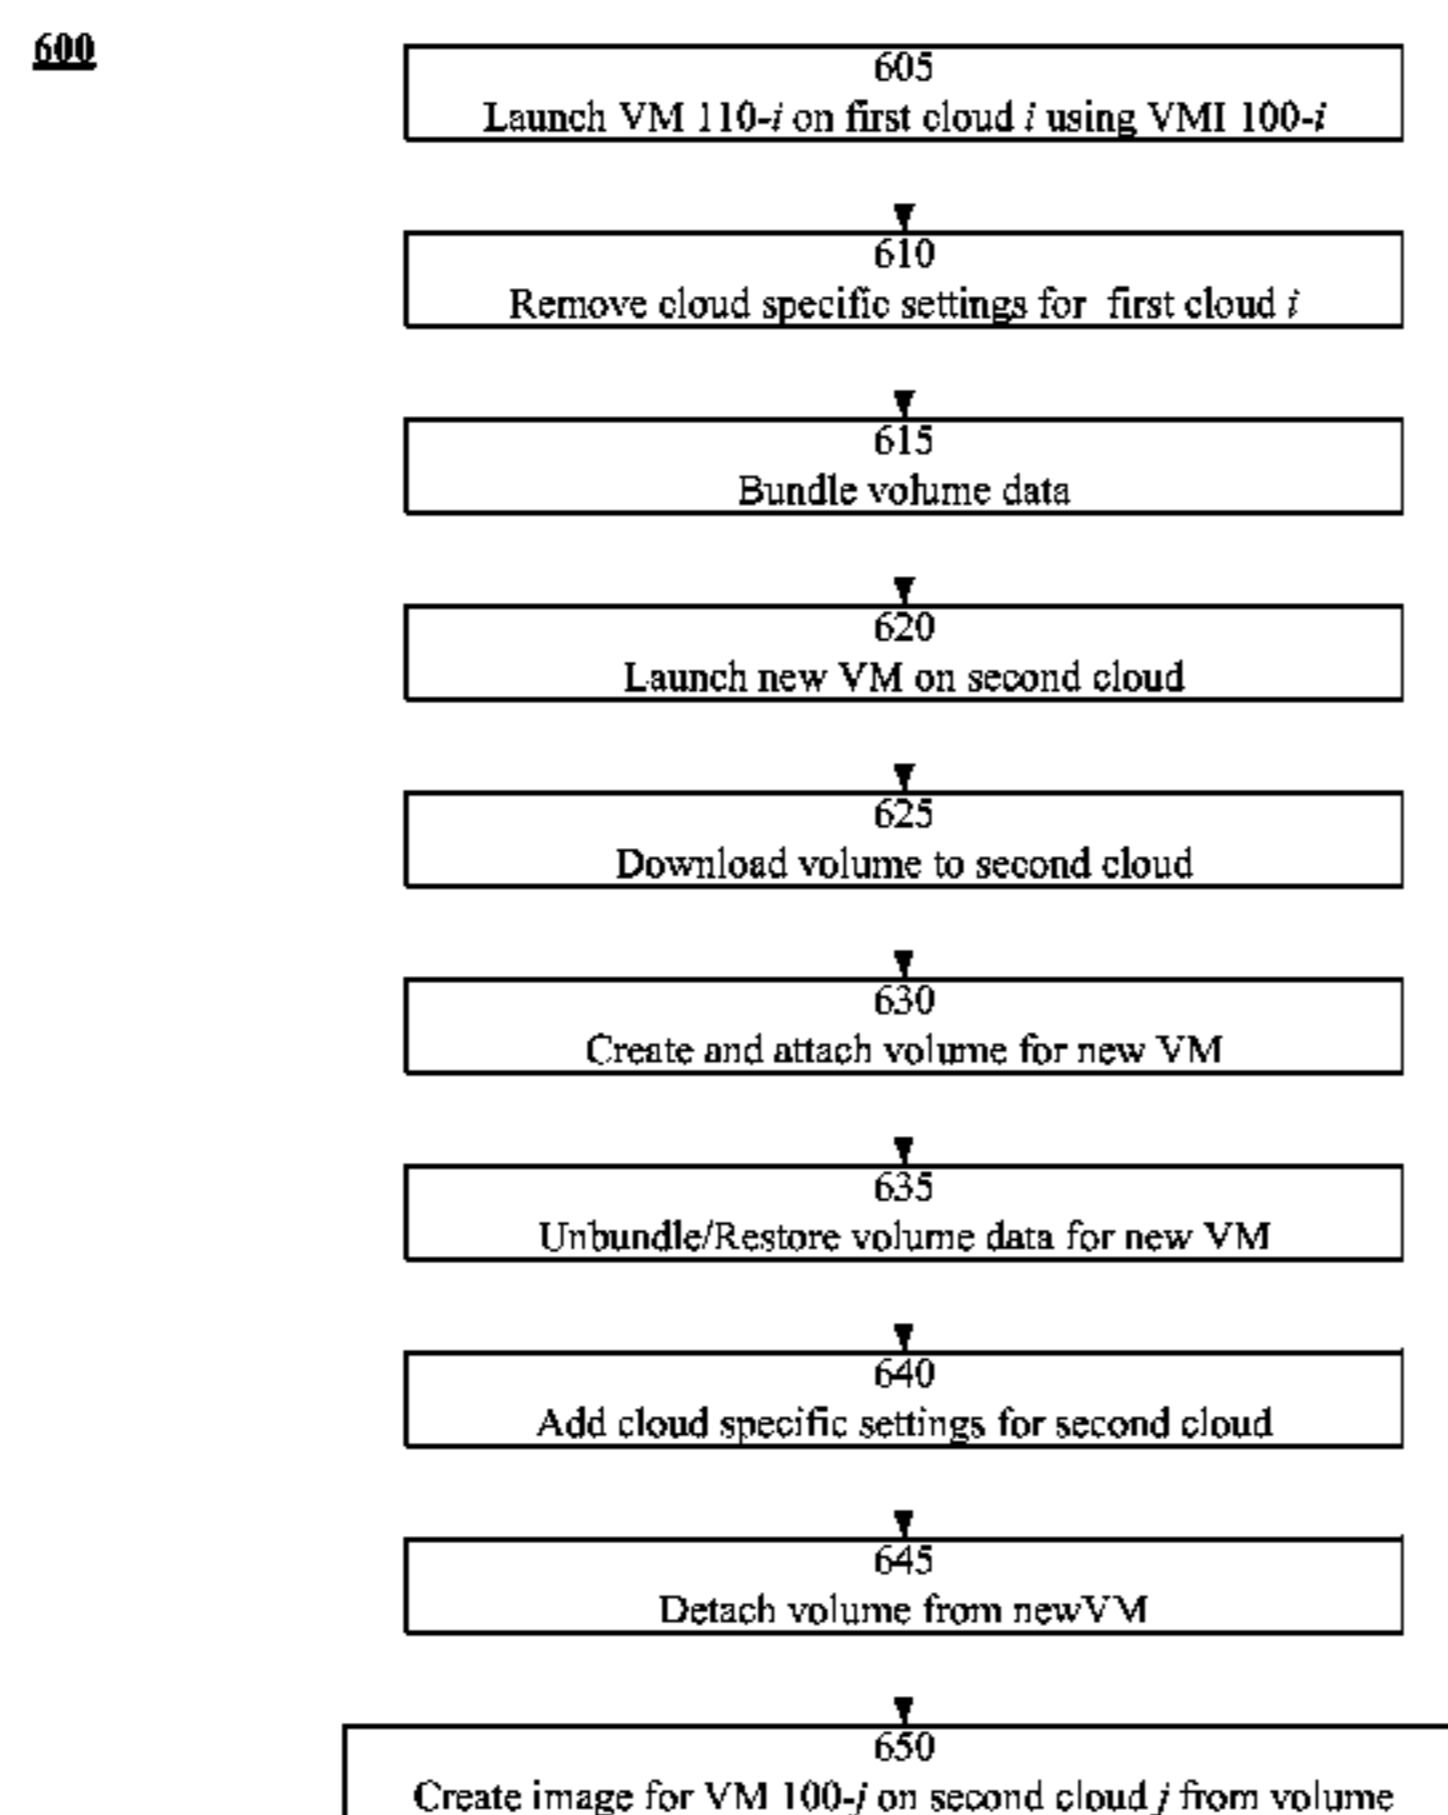 600
605
Launch VM 110-i on first cloud i using VMI 100-i
610
Remove cloud specific settings for first cloud i
615
Bundle volume data
620
Launch new VM on second cloud
625
Download volume to second cloud
630
Create and attach volume for new VM
635
Unbundle/Restore volume data for new VM
640
Add cloud specific settings for second cloud
645
Detach volume from newVM
650
Create image for VM 100-j on second cloud j from volume